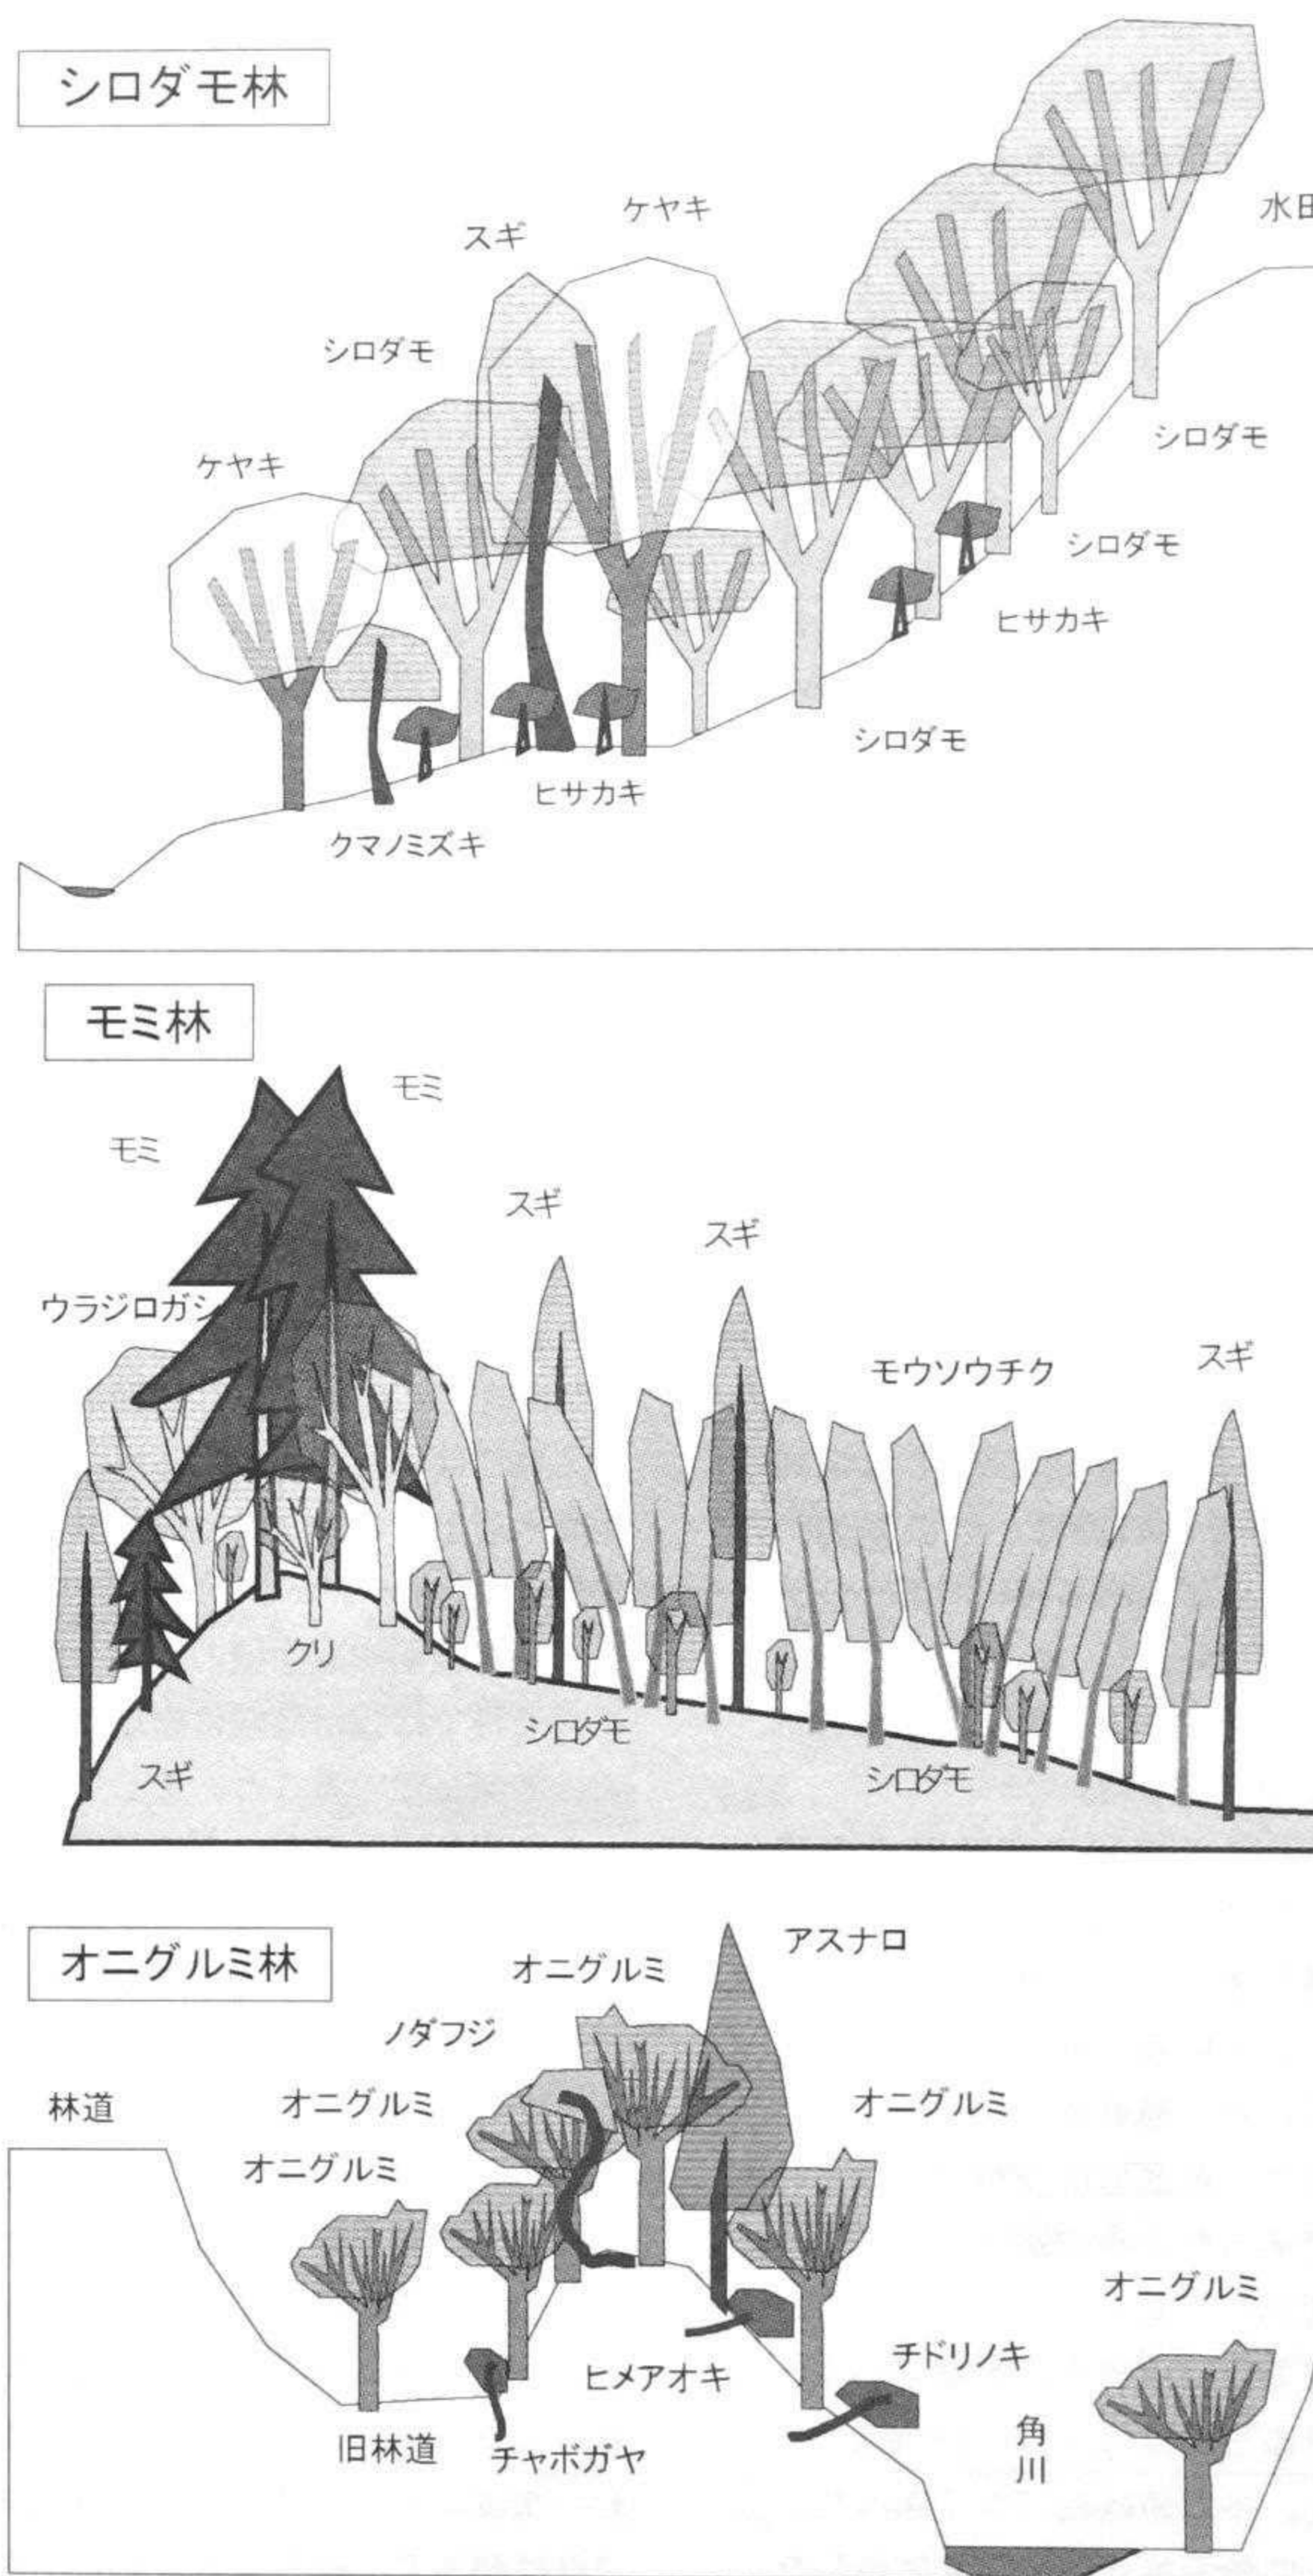 シロダモ林
水田
ケヤキ
スギ
シロダモ
ケヤキ
シロダモ
シロダモ
ヒサカキ
シロダモ
ヒサカキ
クマノミズキ
モミ林
モミ
モミ
スギ
スギ
ウラジロガシ
モウソウチク
スギ
クリ
シロダモ
スギ
シロダモ
オニグルミ林
アスナロ
オニグルミ
ノダフジ
林道
オニグルミ
オニグルミ
オニグルミ
オニグルミ
ヒメアオキ
チドリノキ
角川
旧林道
チャボガヤ